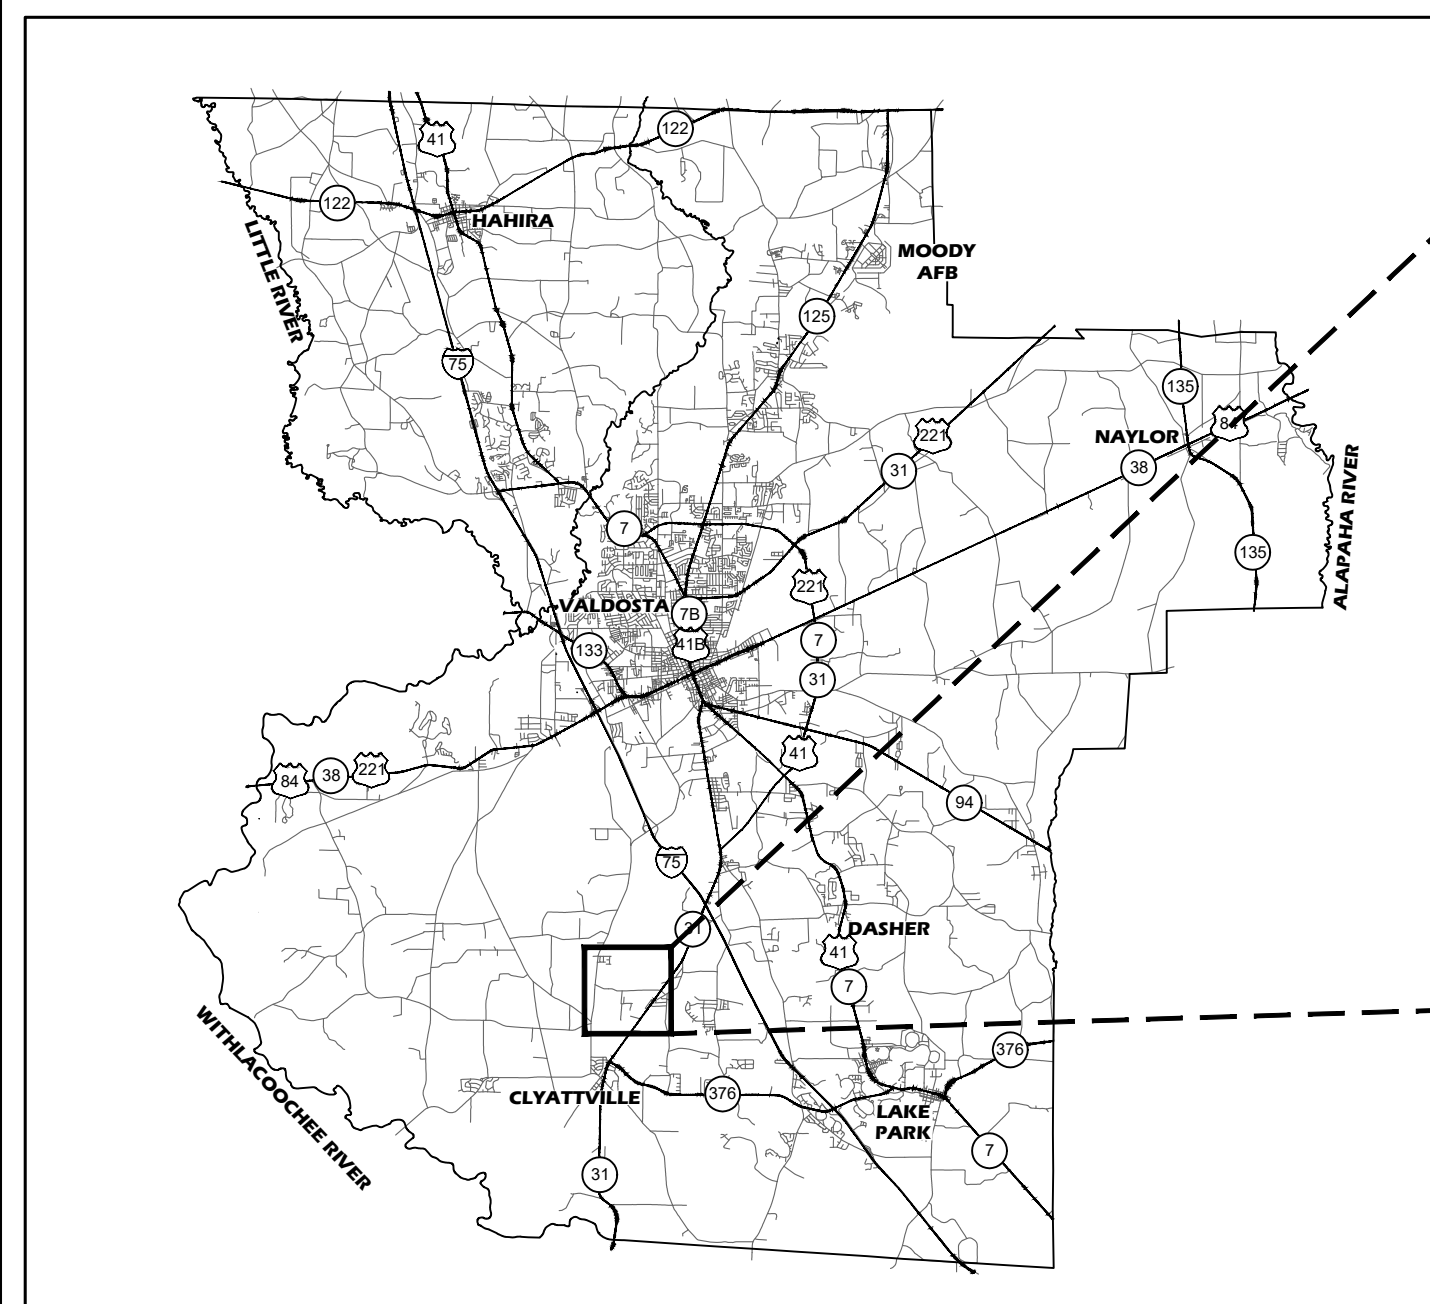 122
41
122
HAHIRA
MOODY
AFB
LITTLE RIVER
125
75
135
221
84
NAYLOR
31
38
ALAPAHA RIVER
7
135
221
VALDOSTA
7B
7
41B
133
31
41
221
38
84
94
75
31
DASHER
41
7
WITHLACOOCHEE RIVER
376
376
CLYATTVILLE
LAKE
PARK
7
31